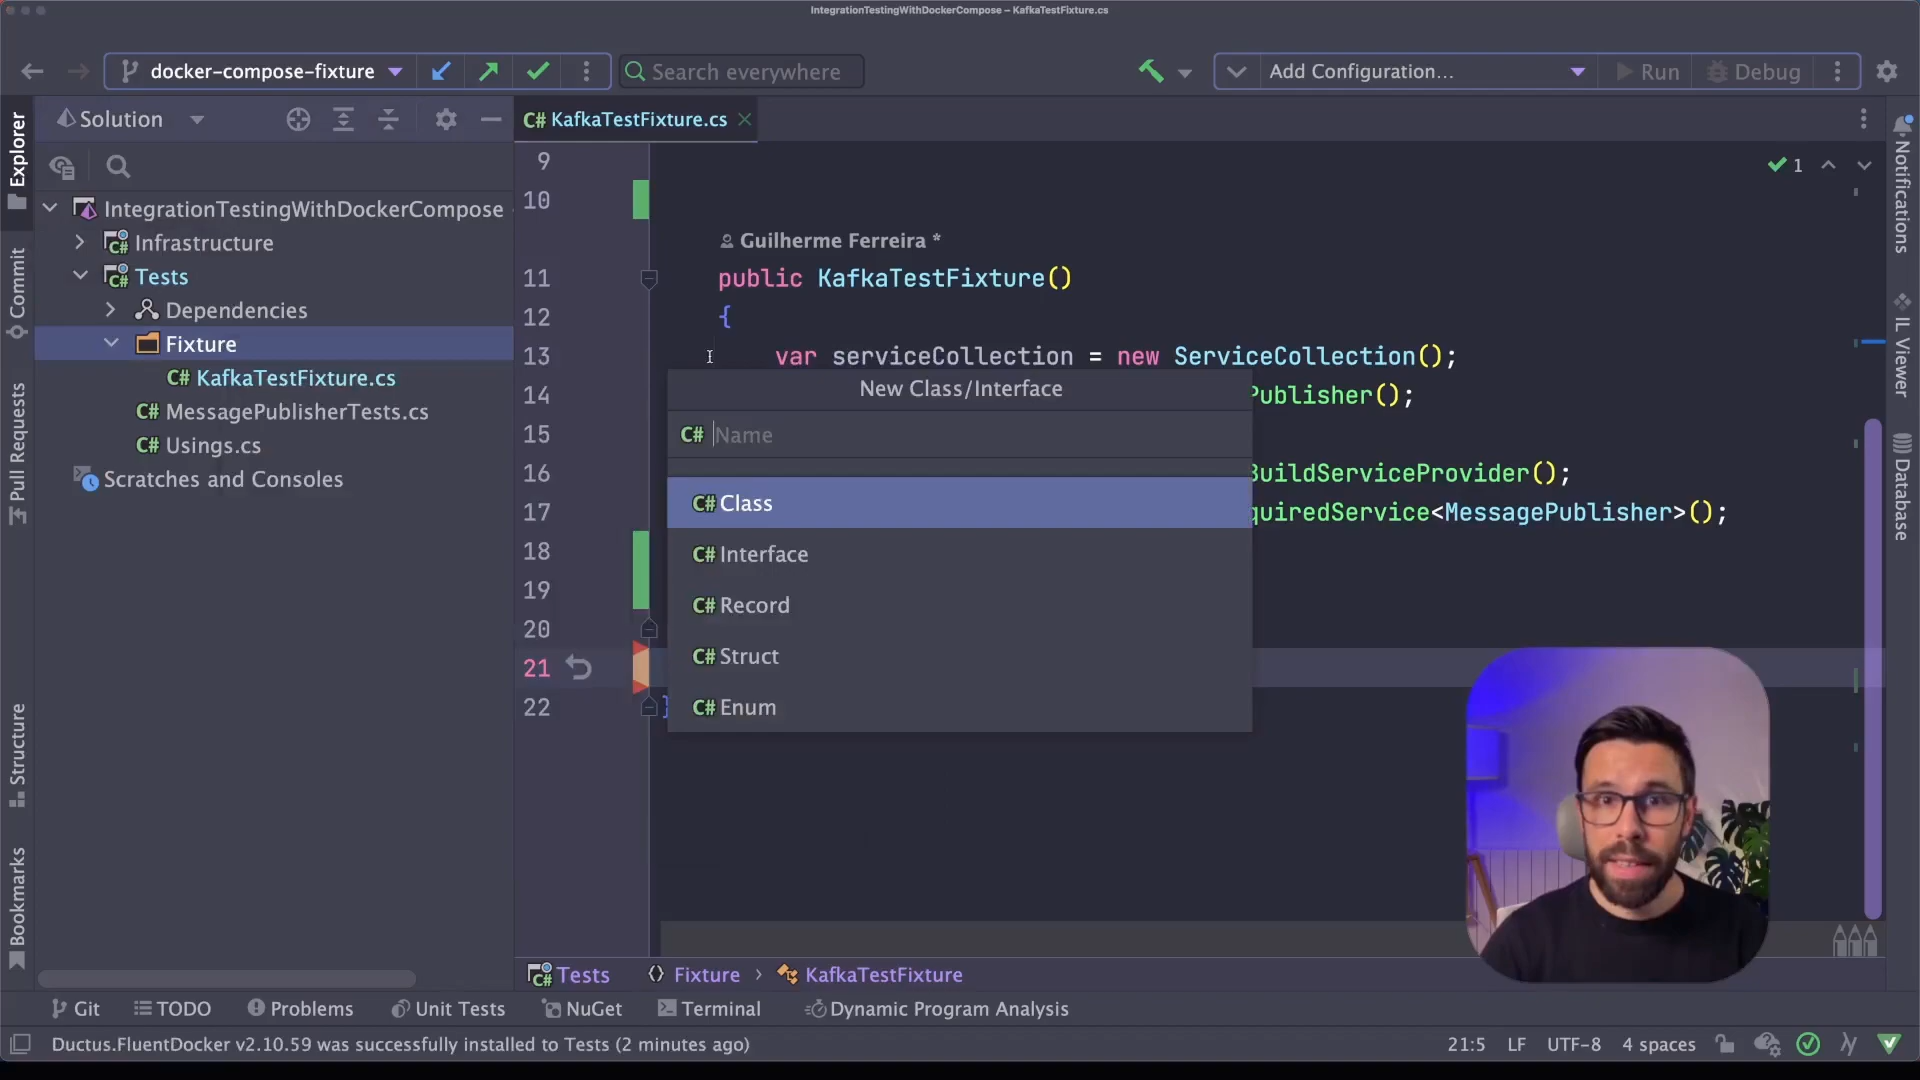 IntegrationTestingWithDockerCompose – KafkaTestFixture.cs
docker-compose-fixture
Search everywhere
Add Configuration...
Run
Debug
Solution
C# KafkaTestFixture.cs
Explorer
Commit
Pull Requests
Structure
Bookmarks
IntegrationTestingWithDockerCompose
C# Infrastructure
C# Tests
Dependencies
Fixture
C# KafkaTestFixture.cs
C# MessagePublisherTests.cs
C# Usings.cs
Scratches and Consoles
9
1
10
Guilherme Ferreira *
11 public KafkaTestFixture()
12 {
13 var serviceCollection = new ServiceCollection();
14 Publisher();
15
16 BuildServiceProvider();
17 quiredService<MessagePublisher>();
18
19
20
21
22 }
New Class/Interface
C# Name
C# Class
C# Interface
C# Record
C# Struct
C# Enum
Notifications
IL Viewer
Database
C# Tests
Fixture
KafkaTestFixture
Git
TODO
Problems
Unit Tests
NuGet
Terminal
Dynamic Program Analysis
Ductus.FluentDocker v2.10.59 was successfully installed to Tests (2 minutes ago)
21:5
LF
UTF-8
4 spaces